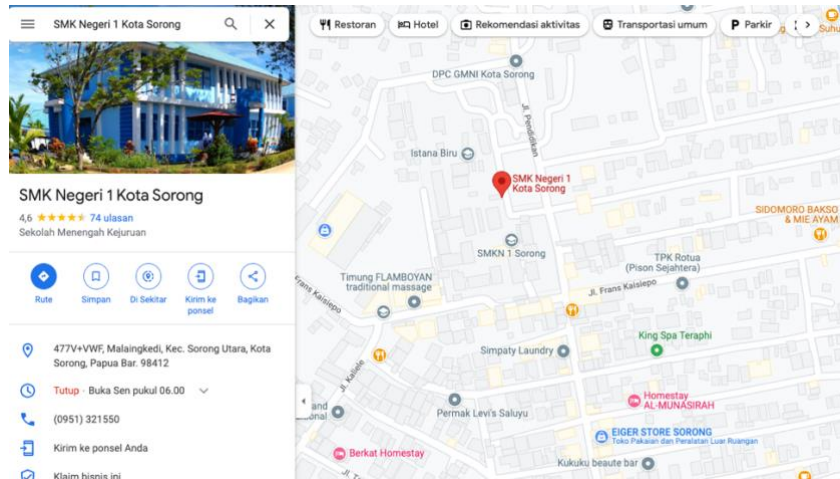 SMK Negeri 1 Kota Sorong
SMK Negeri 1 Kota Sorong
4,6
74 ulasan
Sekolah Menengah Kejuruan
Rute
Simpan
Di Sekitar
Kirim ke
ponsel
Bagikan
477V+VWF, Malaingkedi, Kec. Sorong Utara, Kota
Sorong, Papua Bar. 98412
Tutup · Buka Sen pukul 06.00
(0951) 321550
Kirim ke ponsel Anda
Klaim bisnis ini
Restoran
Hotel
Rekomendasi aktivitas
Transportasi umum
P Parkir
Suhu
DPC GMNI Kota Sorong
Jl. Pendidikan
Istana Biru
SMK Negeri 1
Kota Sorong
SIDOMORO BAKSO
& MIE AYAM
SMKN 1 Sorong
TPK Rotua
(Pison Sejahtera)
Timung FLAMBOYAN
traditional massage
Frans Kaisiepo
Jl. Frans Kaisiepo
King Spa Teraphi
Simpaty Laundry
Jl. Kaliele
Homestay
AL-MUNASIRAH
and
onal
Permak Levi's Saluyu
EIGER STORE SORONG
Toko Pakaian dan Peralatan Luar Ruangan
Berkat Homestay
Kukuku beaute bar